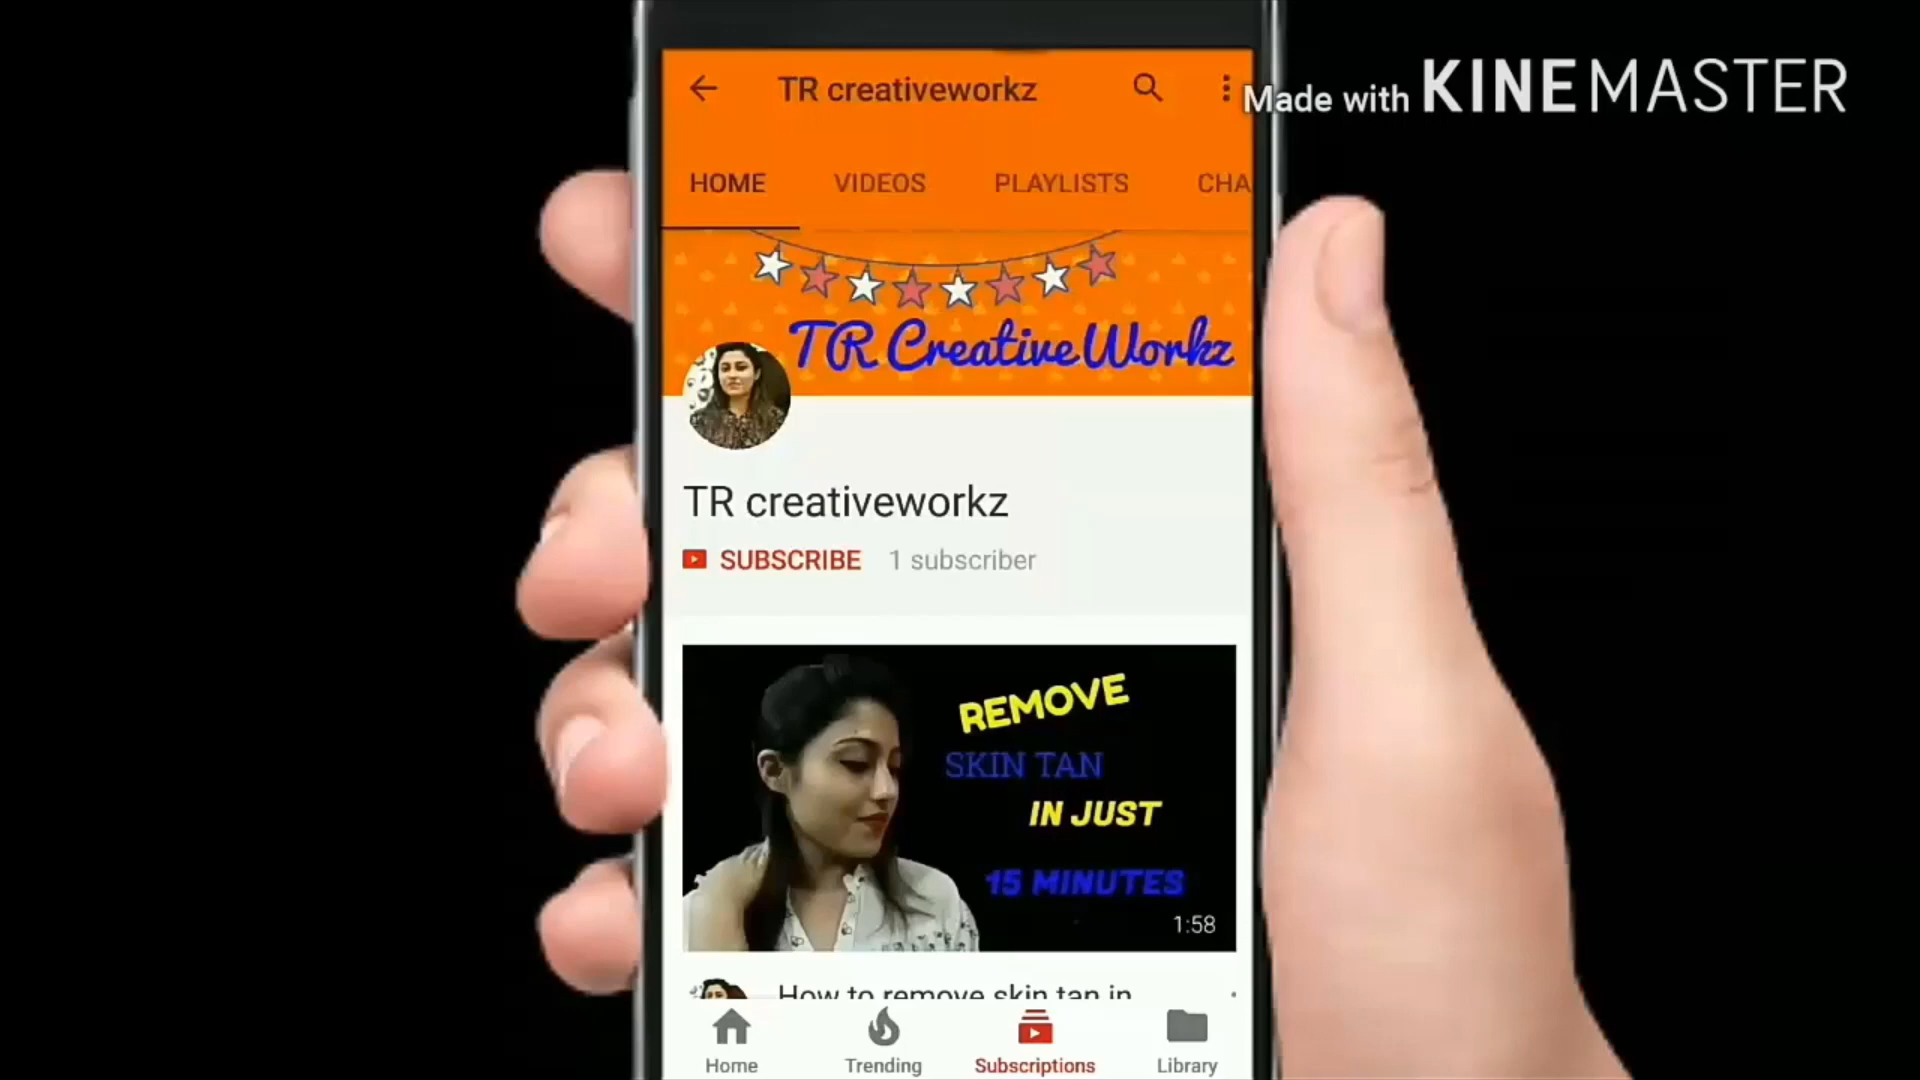 TR creativeworkz
Made with KINEMASTER
HOME VIDEOS PLAYLISTS CHA
TR Creative Workz
TR creativeworkz
SUBSCRIBE 1 subscriber
REMOVE
SKIN TAN
IN JUST
15 MINUTES
1:58
How to remove skin tan in
Home Trending Subscriptions Library